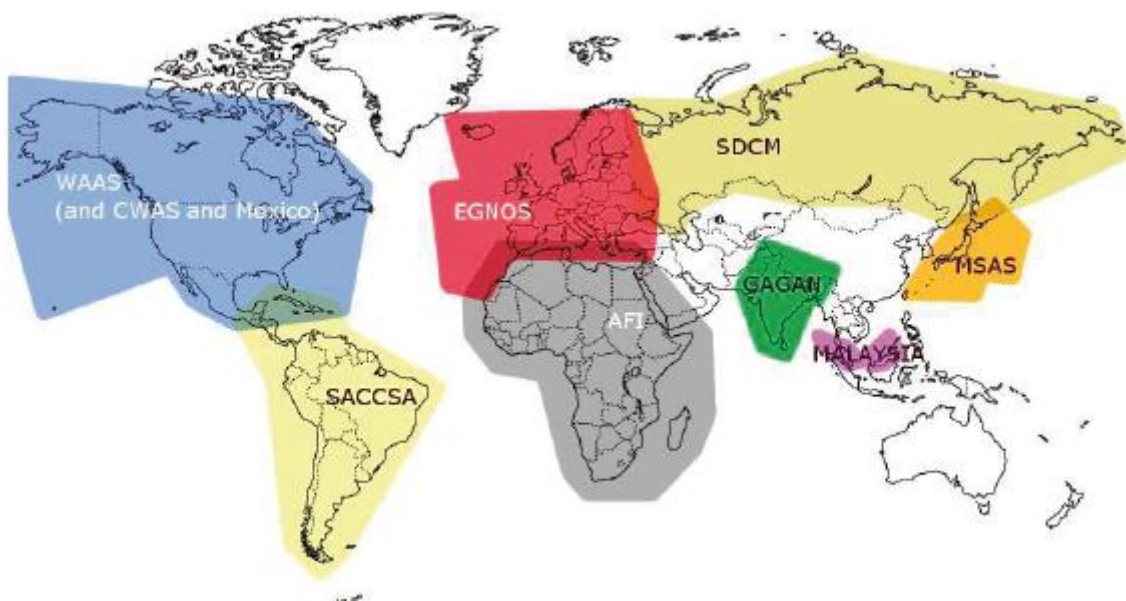 SDCM
WAAS
(and CWAS and Mexico)
EGNOS
MSAS
GAGAN
AFI
MALAYSIA
SACCSA